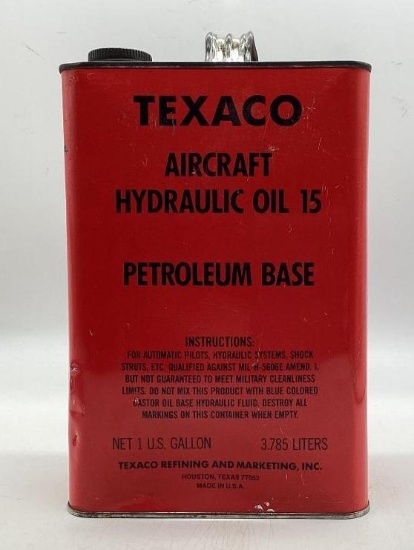 TEXACO
AIRCRAFT
HYDRAULIC OIL 15
PETROLEUM BASE
INSTRUCTIONS:
FOR AUTOMATIC PILOTS, HYDRAULIC SYSTEMS, SHOCK
STRUTS, ETC. QUALIFIED AGAINST MIL-H-5606E AMEND. 1,
BUT NOT GUARANTEED TO MEET MILITARY CLEANLINESS
LIMITS. DO NOT MIX THIS PRODUCT WITH BLUE COLORED
CASTOR OIL BASE HYDRAULIC FLUID, DESTROY ALL
MARKINGS ON THIS CONTAINER WHEN EMPTY.
NET 1 U.S. GALLON 3.785 LITERS
TEXACO REFINING AND MARKETING, INC.
HOUSTON, TEXAS 77052
MADE IN U.S.A.